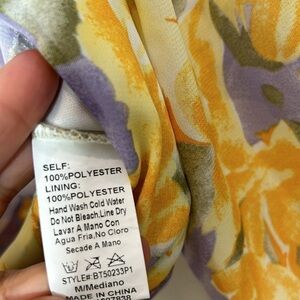 SELF:
100%POLYESTER
LINING:
100%POLYESTER
Hand Wash Cold Water
Do Not Bleach,Line Dry
Lavar A Mano Con
Agua Fria,No Cloro
Secade A Mano
STYLE#:BT50233P1
M/Mediano
MADE IN CHINA